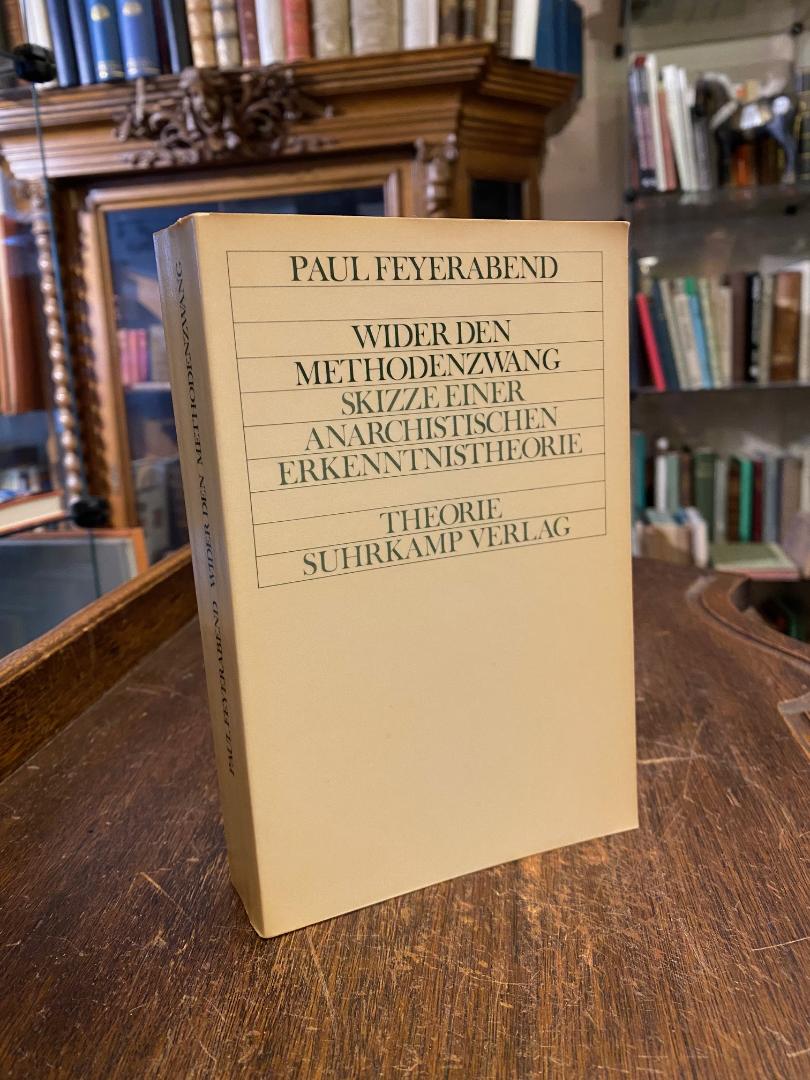 PAUL FEYERABEND
WIDER DEN
METHODENZWANG
SKIZZE EINER
ANARCHISTISCHEN
ERKENNTNISTHEORIE
THEORIE
SUHRKAMP VERLAG
PAUL FEYERABEND WIDER DEN METHODENZWANG